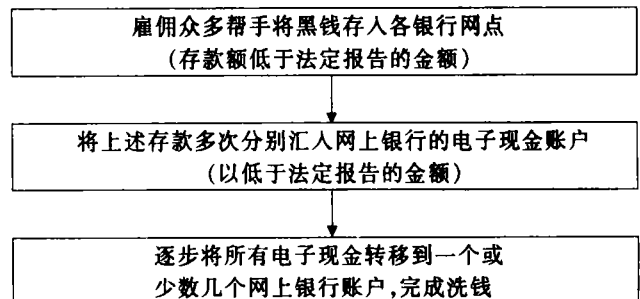 雇佣众多帮手将黑钱存入各银行网点
(存款额低于法定报告的金额)
将上述存款多次分别汇入网上银行的电子现金账户
(以低于法定报告的金额)
逐步将所有电子现金转移到一个或
少数几个网上银行账户,完成洗钱